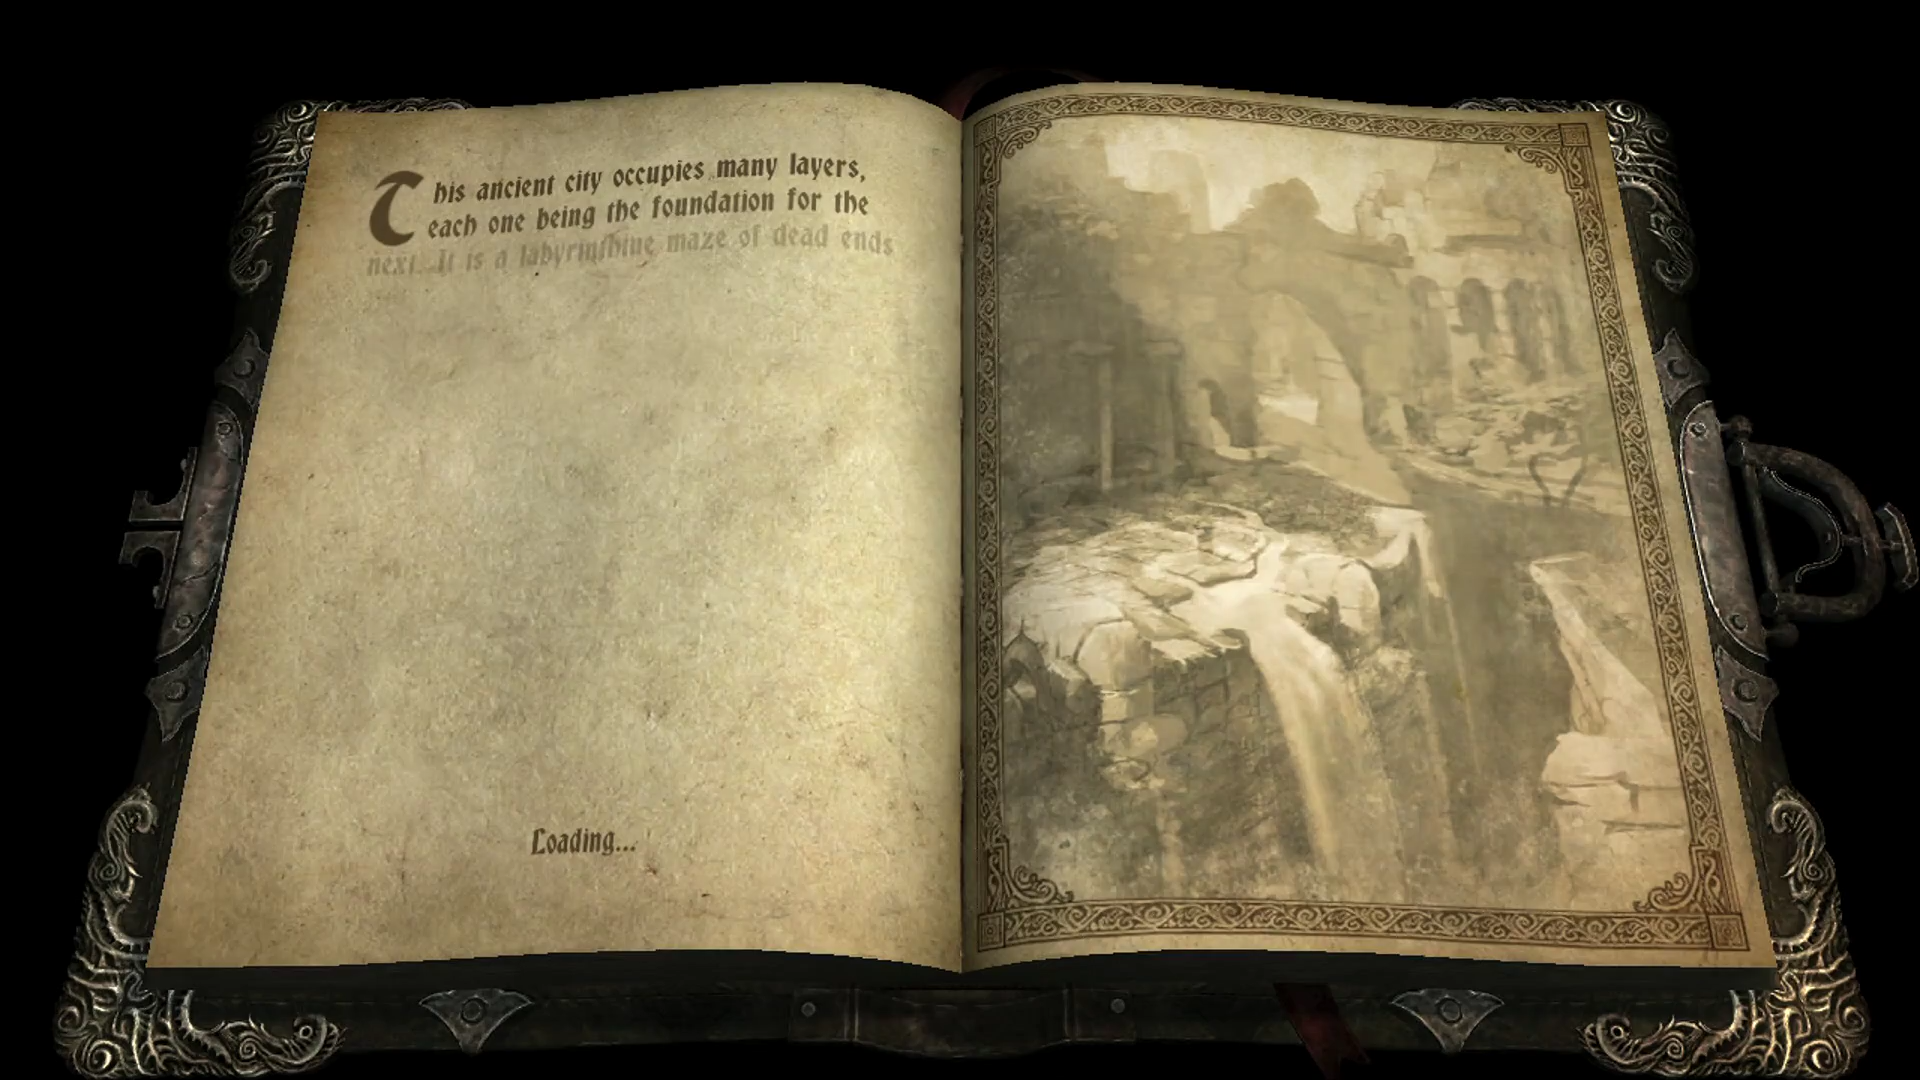 This ancient city occupies many layers,
each one being the foundation for the
next. It is a labyrinthine maze of dead ends
Loading...